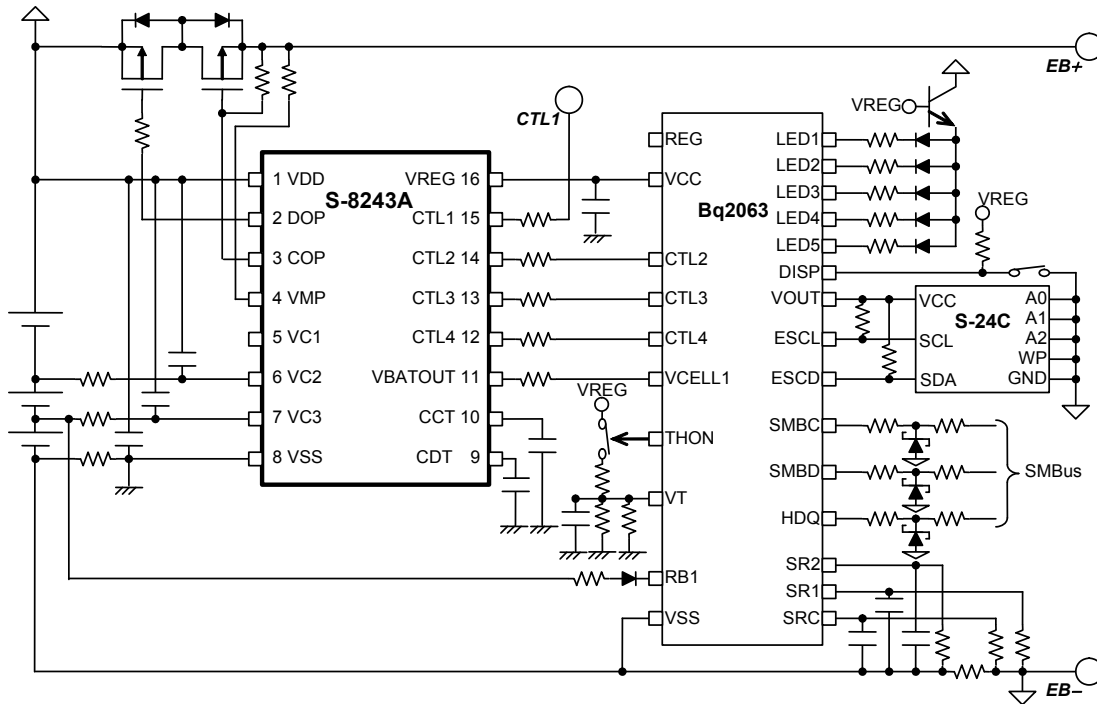 EB+
CTL1
VREG
S-8243A
1 VDD
2 DOP
3 COP
4 VMP
5 VC1
6 VC2
7 VC3
8 VSS
VREG 16
CTL1 15
CTL2 14
CTL3 13
CTL4 12
VBATOUT 11
CCT 10
CDT 9
VREG
Bq2063
REG
VCC
CTL2
CTL3
CTL4
VCELL1
THON
VT
RB1
VSS
LED1
LED2
LED3
LED4
LED5
DISP
VOUT
ESCL
ESCD
SMBC
SMBD
HDQ
SR2
SR1
SRC
VREG
S-24C
VCC
SCL
SDA
A0
A1
A2
WP
GND
SMBus
EB−